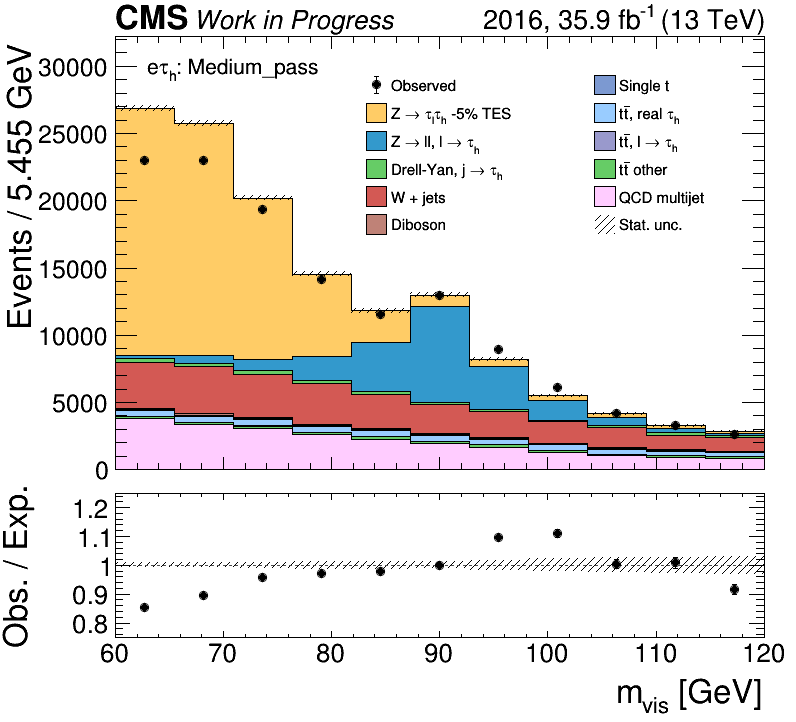 CMS Work in Progress 2016, 35.9 fb⁻¹ (13 TeV)
Events / 5.455 GeV
30000
25000
20000
15000
10000
5000
0
eτₕ: Medium_pass
Observed
Z → τₗτₕ -5% TES
Z → ll, l → τₕ
Drell-Yan, j → τₕ
W + jets
Diboson
Single t
tt̄, real τₕ
tt̄, l → τₕ
tt̄ other
QCD multijet
Stat. unc.
Obs. / Exp.
1.2
1.1
1
0.9
0.8
60 70 80 90 100 110 120
m_vis [GeV]